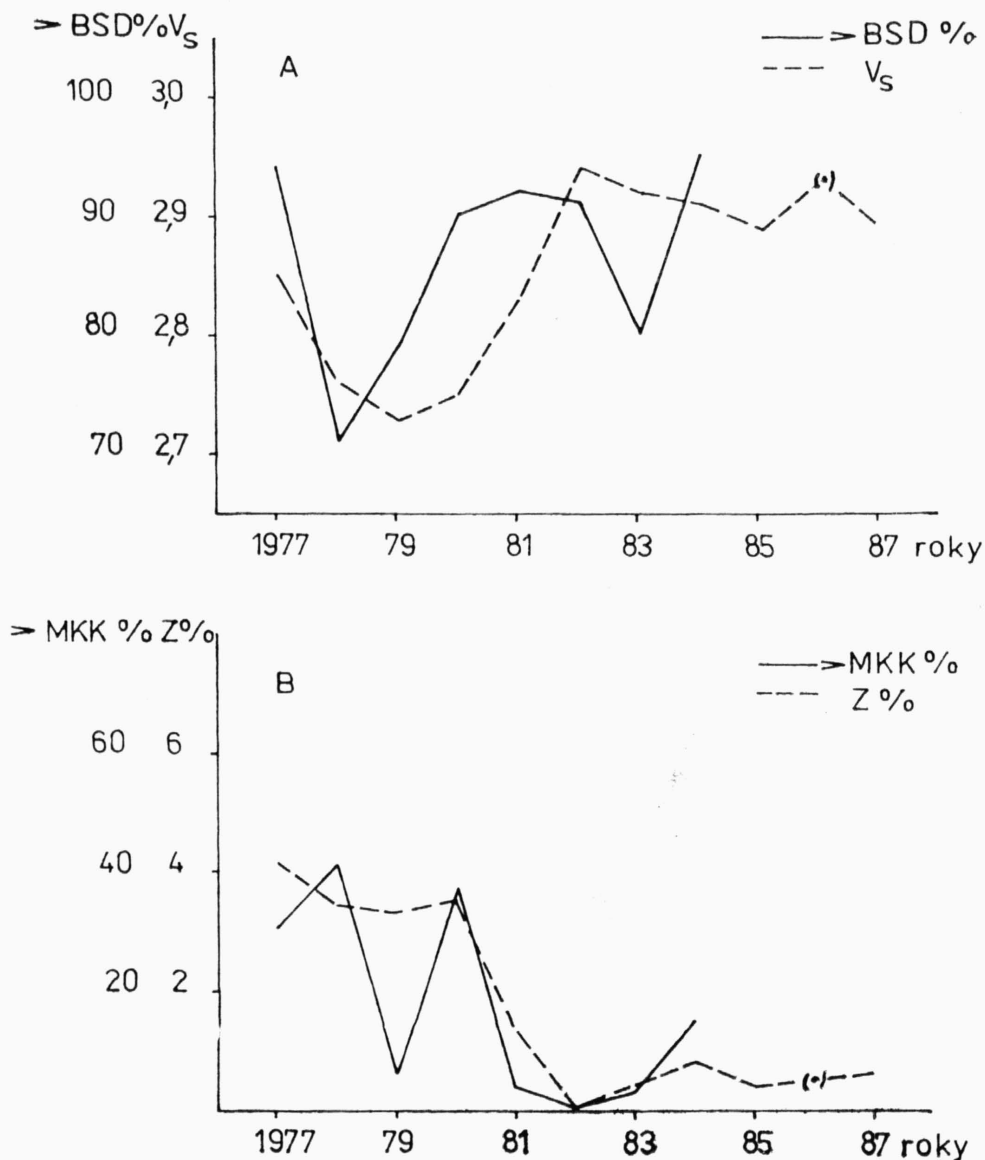 > BSD% Vs
> BSD %
Vs
A
100 3,0
90 2,9
80 2,8
70 2,7
(•)
1977 79 81 83 85 87 roky
> MKK % Z%
> MKK %
Z %
B
60 6
40 4
20 2
(•)
1977 79 81 83 85 87 roky